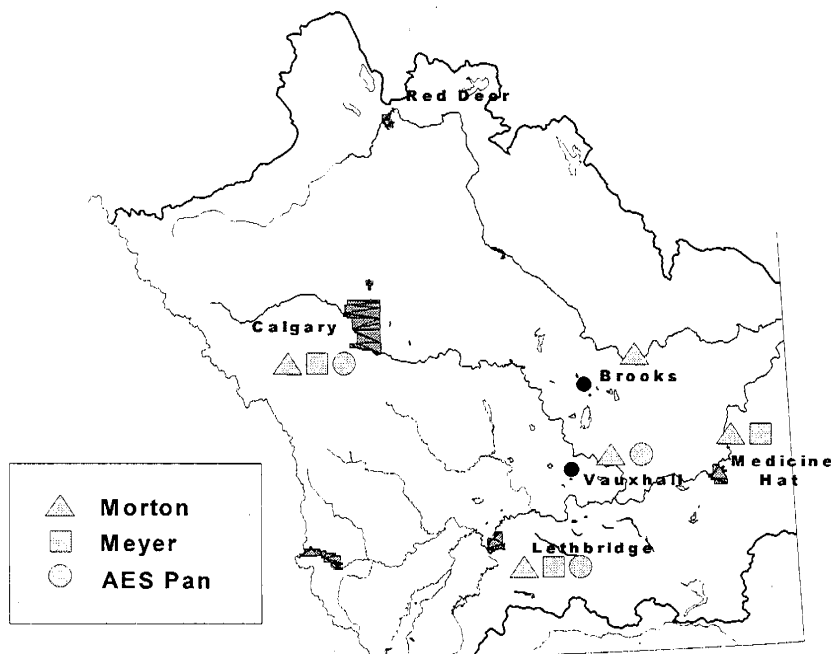 Red Deer
Calgary
Brooks
Medicine
Hat
Vauxhall
Lethbridge
Morton
Meyer
AES Pan